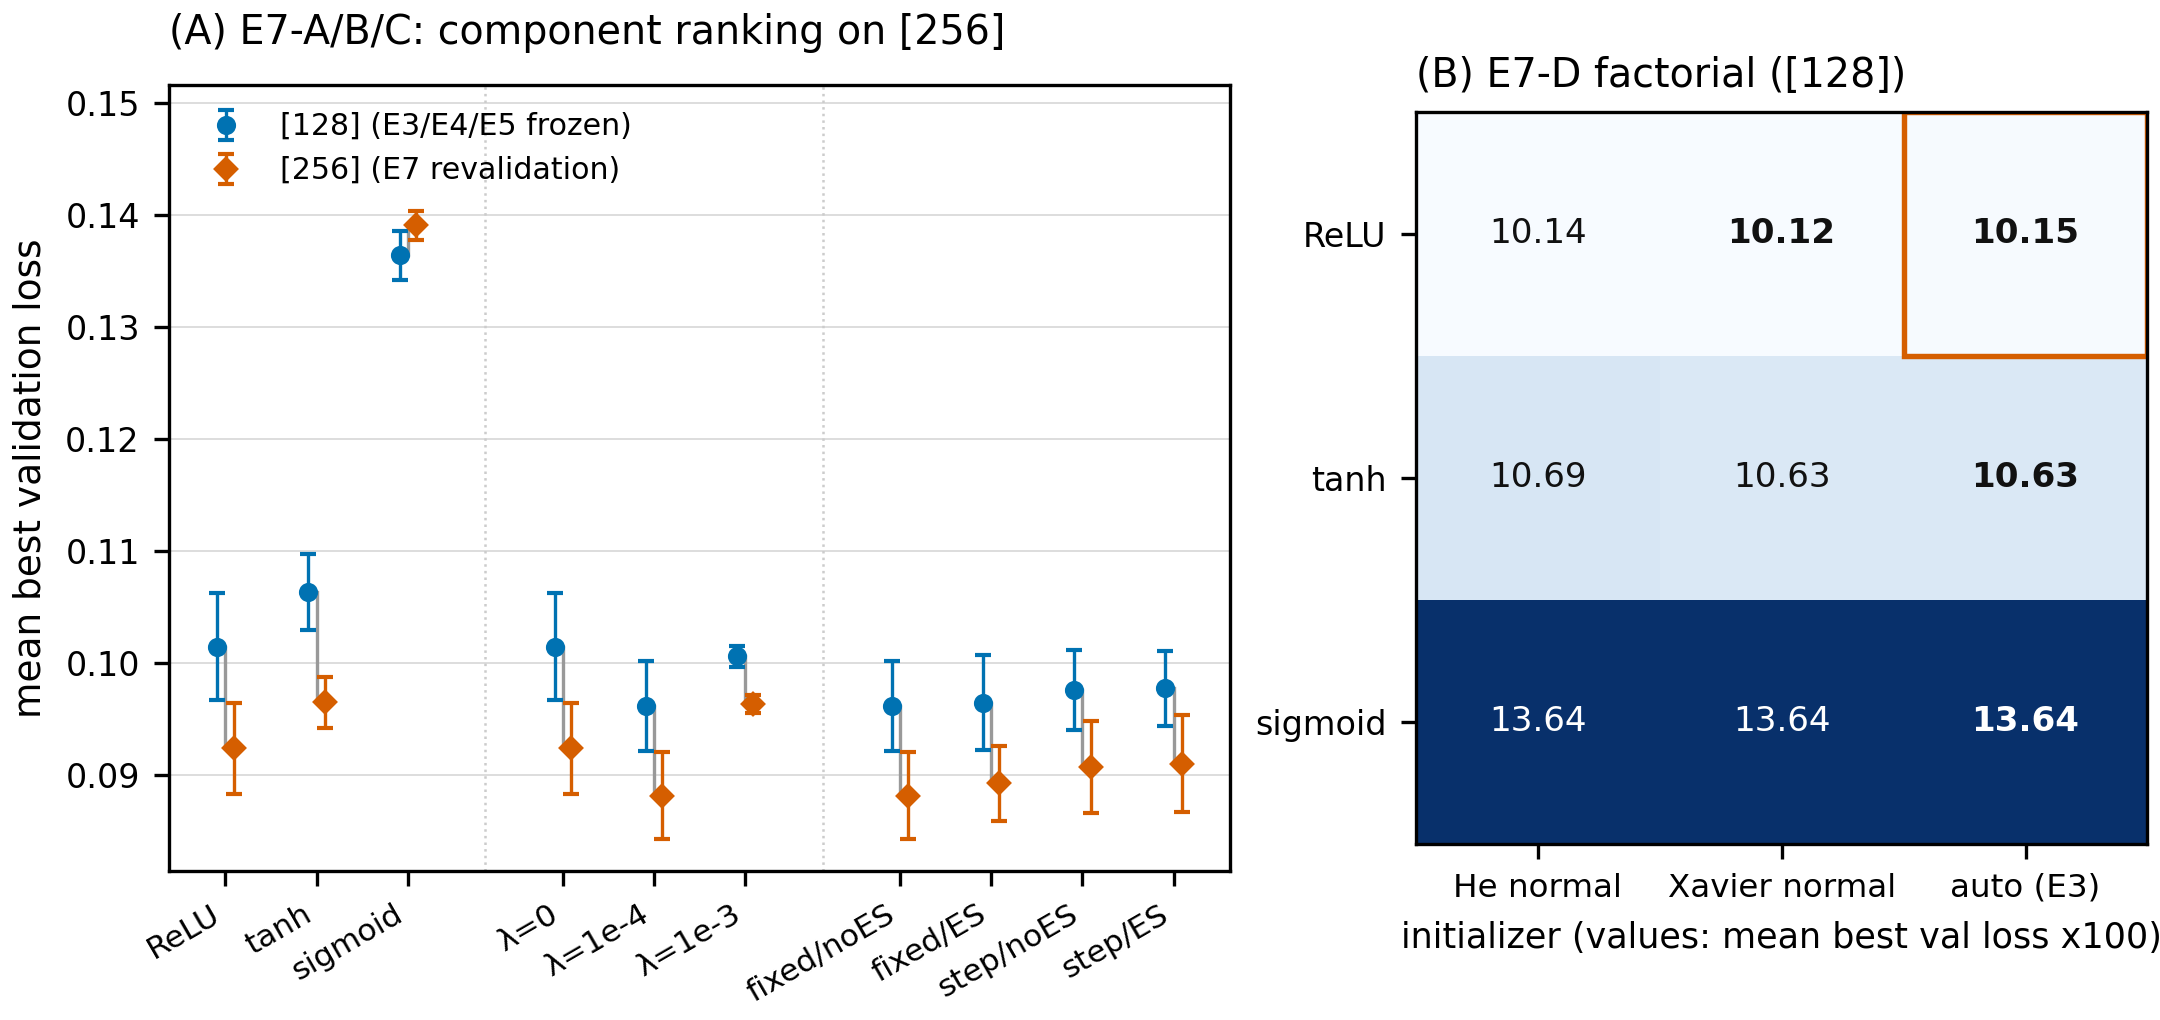 (A) E7-A/B/C: component ranking on [256]
[128] (E3/E4/E5 frozen)
[256] (E7 revalidation)
mean best validation loss
0.15
0.14
0.13
0.12
0.11
0.10
0.09
ReLU
tanh
sigmoid
λ=0
λ=1e-4
λ=1e-3
fixed/noES
fixed/ES
step/noES
step/ES
(B) E7-D factorial ([128])
ReLU
10.14
10.12
10.15
tanh
10.69
10.63
10.63
sigmoid
13.64
13.64
13.64
He normal
Xavier normal
auto (E3)
initializer (values: mean best val loss x100)